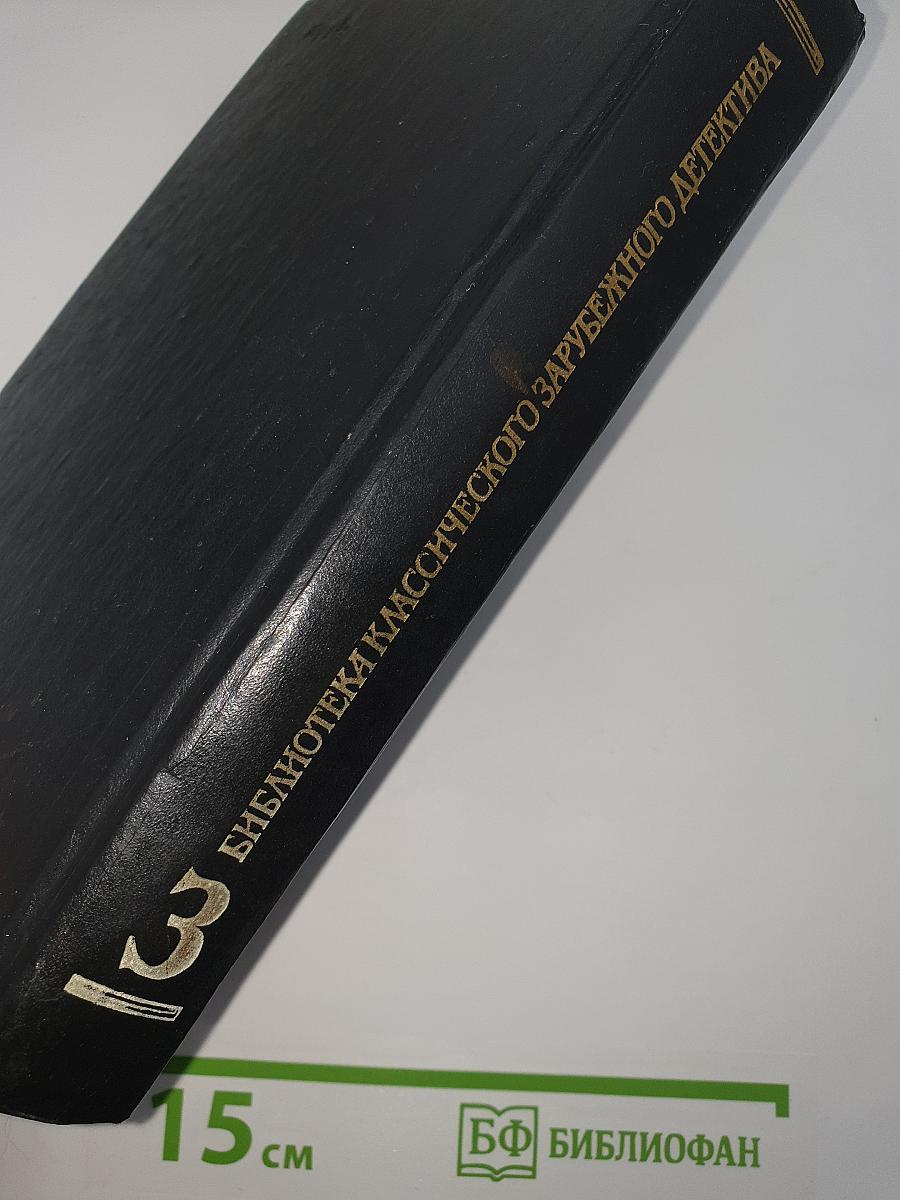 БИБЛИОТЕКА КЛАССИЧЕСКОГО ЗАРУБЕЖНОГО ДЕТЕКТИВА
3
15 см
БФ БИБЛИОФАН